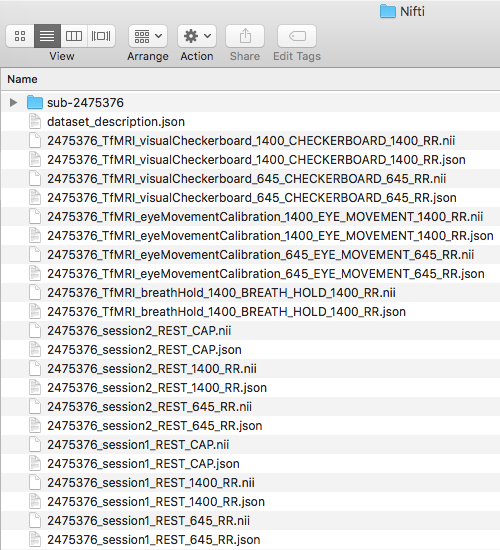 Nifti
View
Arrange
Action
Share
Edit Tags
Name
sub-2475376
dataset_description.json
2475376_TfMRI_visualCheckerboard_1400_CHECKERBOARD_1400_RR.nii
2475376_TfMRI_visualCheckerboard_1400_CHECKERBOARD_1400_RR.json
2475376_TfMRI_visualCheckerboard_645_CHECKERBOARD_645_RR.nii
2475376_TfMRI_visualCheckerboard_645_CHECKERBOARD_645_RR.json
2475376_TfMRI_eyeMovementCalibration_1400_EYE_MOVEMENT_1400_RR.nii
2475376_TfMRI_eyeMovementCalibration_1400_EYE_MOVEMENT_1400_RR.json
2475376_TfMRI_eyeMovementCalibration_645_EYE_MOVEMENT_645_RR.nii
2475376_TfMRI_eyeMovementCalibration_645_EYE_MOVEMENT_645_RR.json
2475376_TfMRI_breathHold_1400_BREATH_HOLD_1400_RR.nii
2475376_TfMRI_breathHold_1400_BREATH_HOLD_1400_RR.json
2475376_session2_REST_CAP.nii
2475376_session2_REST_CAP.json
2475376_session2_REST_1400_RR.nii
2475376_session2_REST_1400_RR.json
2475376_session2_REST_645_RR.nii
2475376_session2_REST_645_RR.json
2475376_session1_REST_CAP.nii
2475376_session1_REST_CAP.json
2475376_session1_REST_1400_RR.nii
2475376_session1_REST_1400_RR.json
2475376_session1_REST_645_RR.nii
2475376_session1_REST_645_RR.json